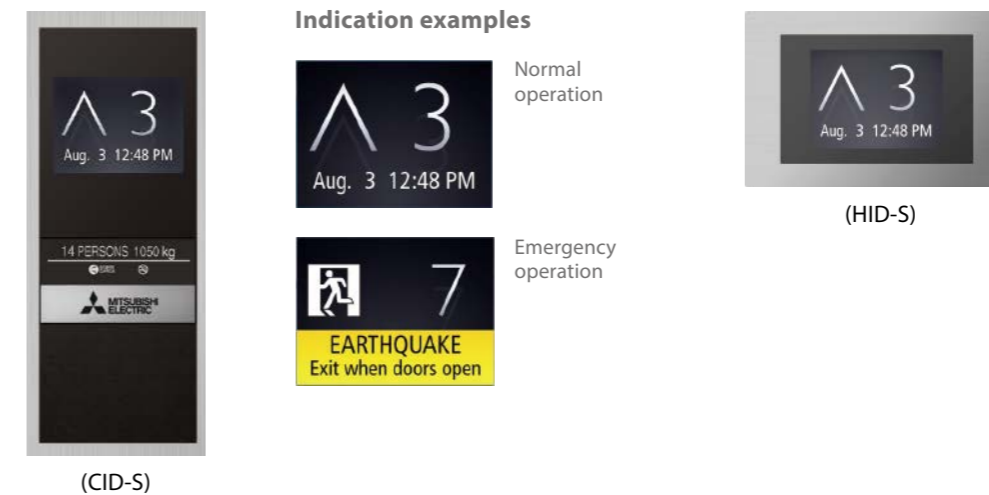 Indication examples
Λ 3
Aug. 3 12:48 PM
14 PERSONS 1050 kg
MITSUBISHI
ELECTRIC
(CID-S)
Λ 3
Aug. 3 12:48 PM
Normal
operation
7
EARTHQUAKE
Exit when doors open
Emergency
operation
Λ 3
Aug. 3 12:48 PM
(HID-S)